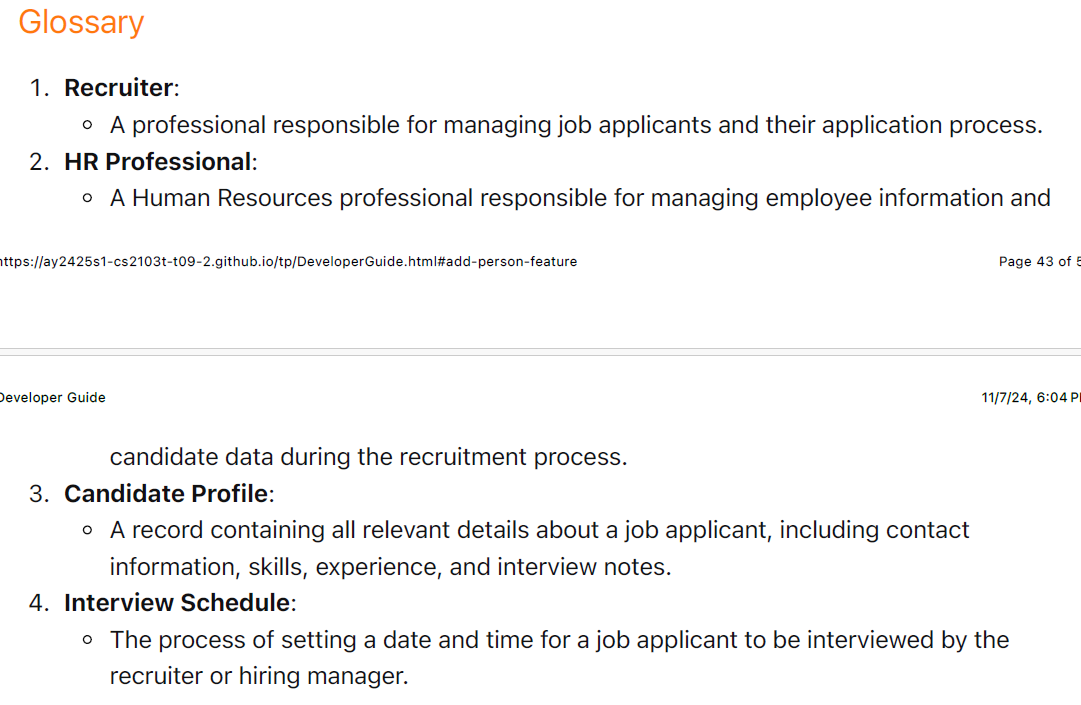 Glossary
1. Recruiter:
○ A professional responsible for managing job applicants and their application process.
2. HR Professional:
○ A Human Resources professional responsible for managing employee information and
ttps://ay2425s1-cs2103t-t09-2.github.io/tp/DeveloperGuide.html#add-person-feature Page 43 of
Developer Guide 11/7/24, 6:04
candidate data during the recruitment process.
3. Candidate Profile:
○ A record containing all relevant details about a job applicant, including contact
information, skills, experience, and interview notes.
4. Interview Schedule:
○ The process of setting a date and time for a job applicant to be interviewed by the
recruiter or hiring manager.